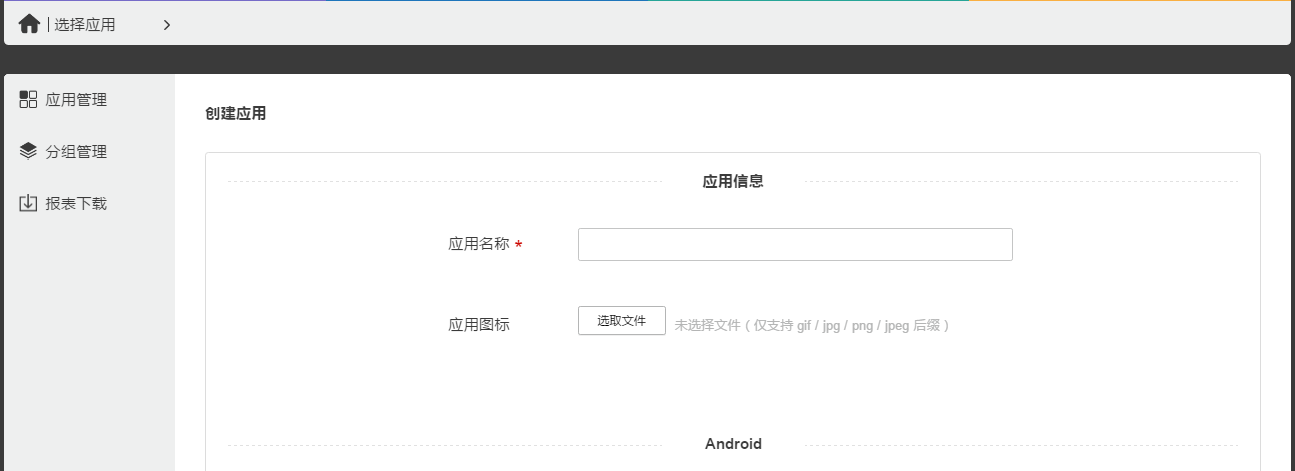 | 选择应用
应用管理
分组管理
报表下载
创建应用
应用信息
应用名称 *
应用图标 选取文件 未选择文件 ( 仅支持 gif / jpg / png / jpeg 后缀 )
Android